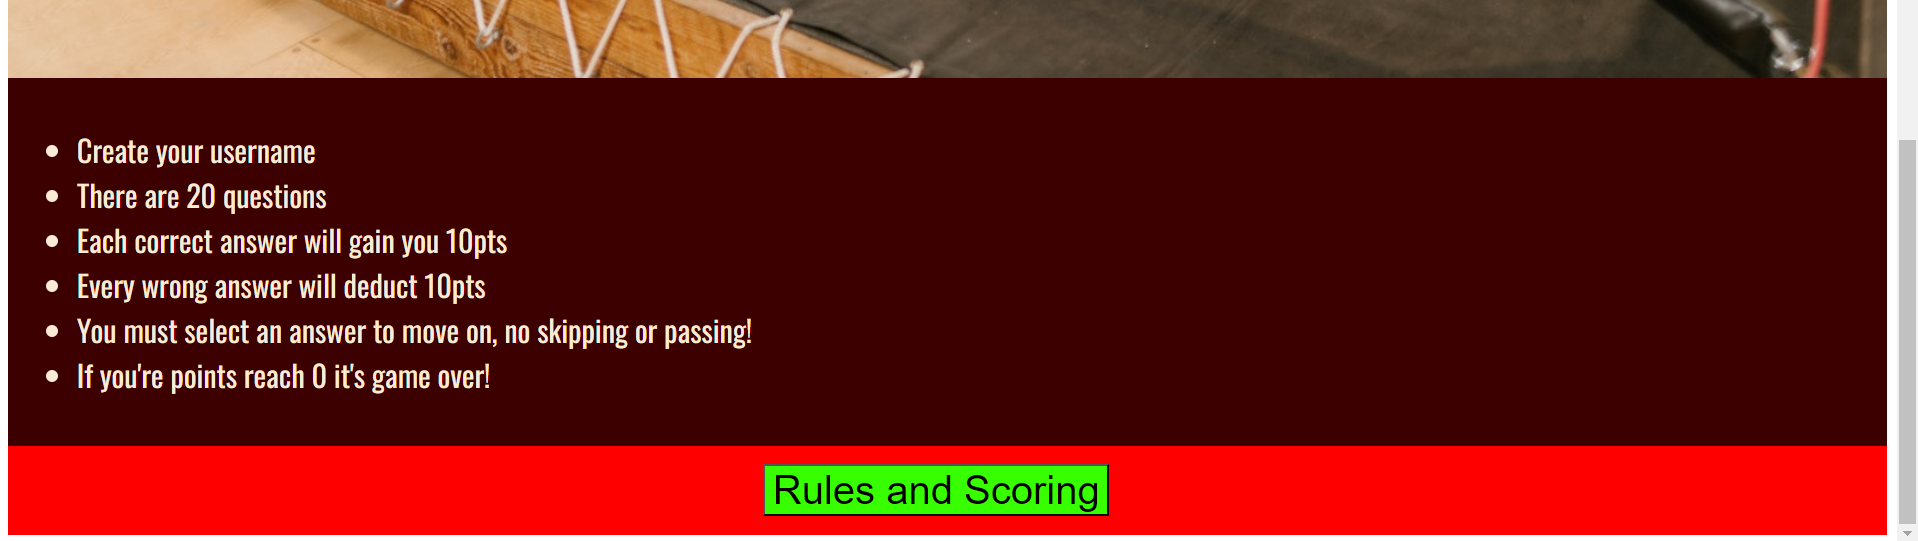 Create your username
There are 20 questions
Each correct answer will gain you 10pts
Every wrong answer will deduct 10pts
You must select an answer to move on, no skipping or passing!
If you're points reach 0 it's game over!
Rules and Scoring